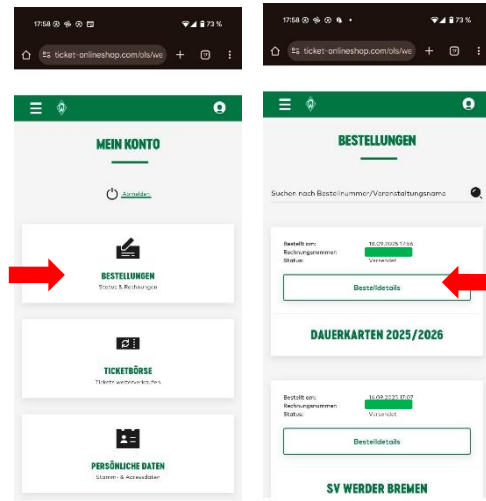 17:58
73 %
ticket-onlineshop.com/ols/we
MEIN KONTO
Abmelden
BESTELLUNGEN
Status & Rechnungen
TICKETBÖRSE
Tickets weiterverkaufen
PERSÖNLICHE DATEN
Stamm- & Adressdaten
17:58
73 %
ticket-onlineshop.com/ols/we
BESTELLUNGEN
Suchen nach Bestellnummer/Veranstaltungsname
Bestellt am: 18.09.2025 17:56
Rechnungsnummer:
Status: Versendet
Bestelldetails
DAUERKARTEN 2025/2026
Bestellt am: 16.09.2025 17:07
Rechnungsnummer:
Status: Versendet
Bestelldetails
SV WERDER BREMEN